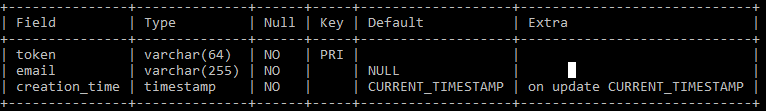 +---------------+--------------+------+-----+-------------------+-----------------------------+
| Field         | Type         | Null | Key | Default           | Extra                       |
+---------------+--------------+------+-----+-------------------+-----------------------------+
| token         | varchar(64)  | NO   | PRI |                   |                             |
| email         | varchar(255) | NO   |     | NULL              |                             |
| creation_time | timestamp    | NO   |     | CURRENT_TIMESTAMP | on update CURRENT_TIMESTAMP |
+---------------+--------------+------+-----+-------------------+-----------------------------+